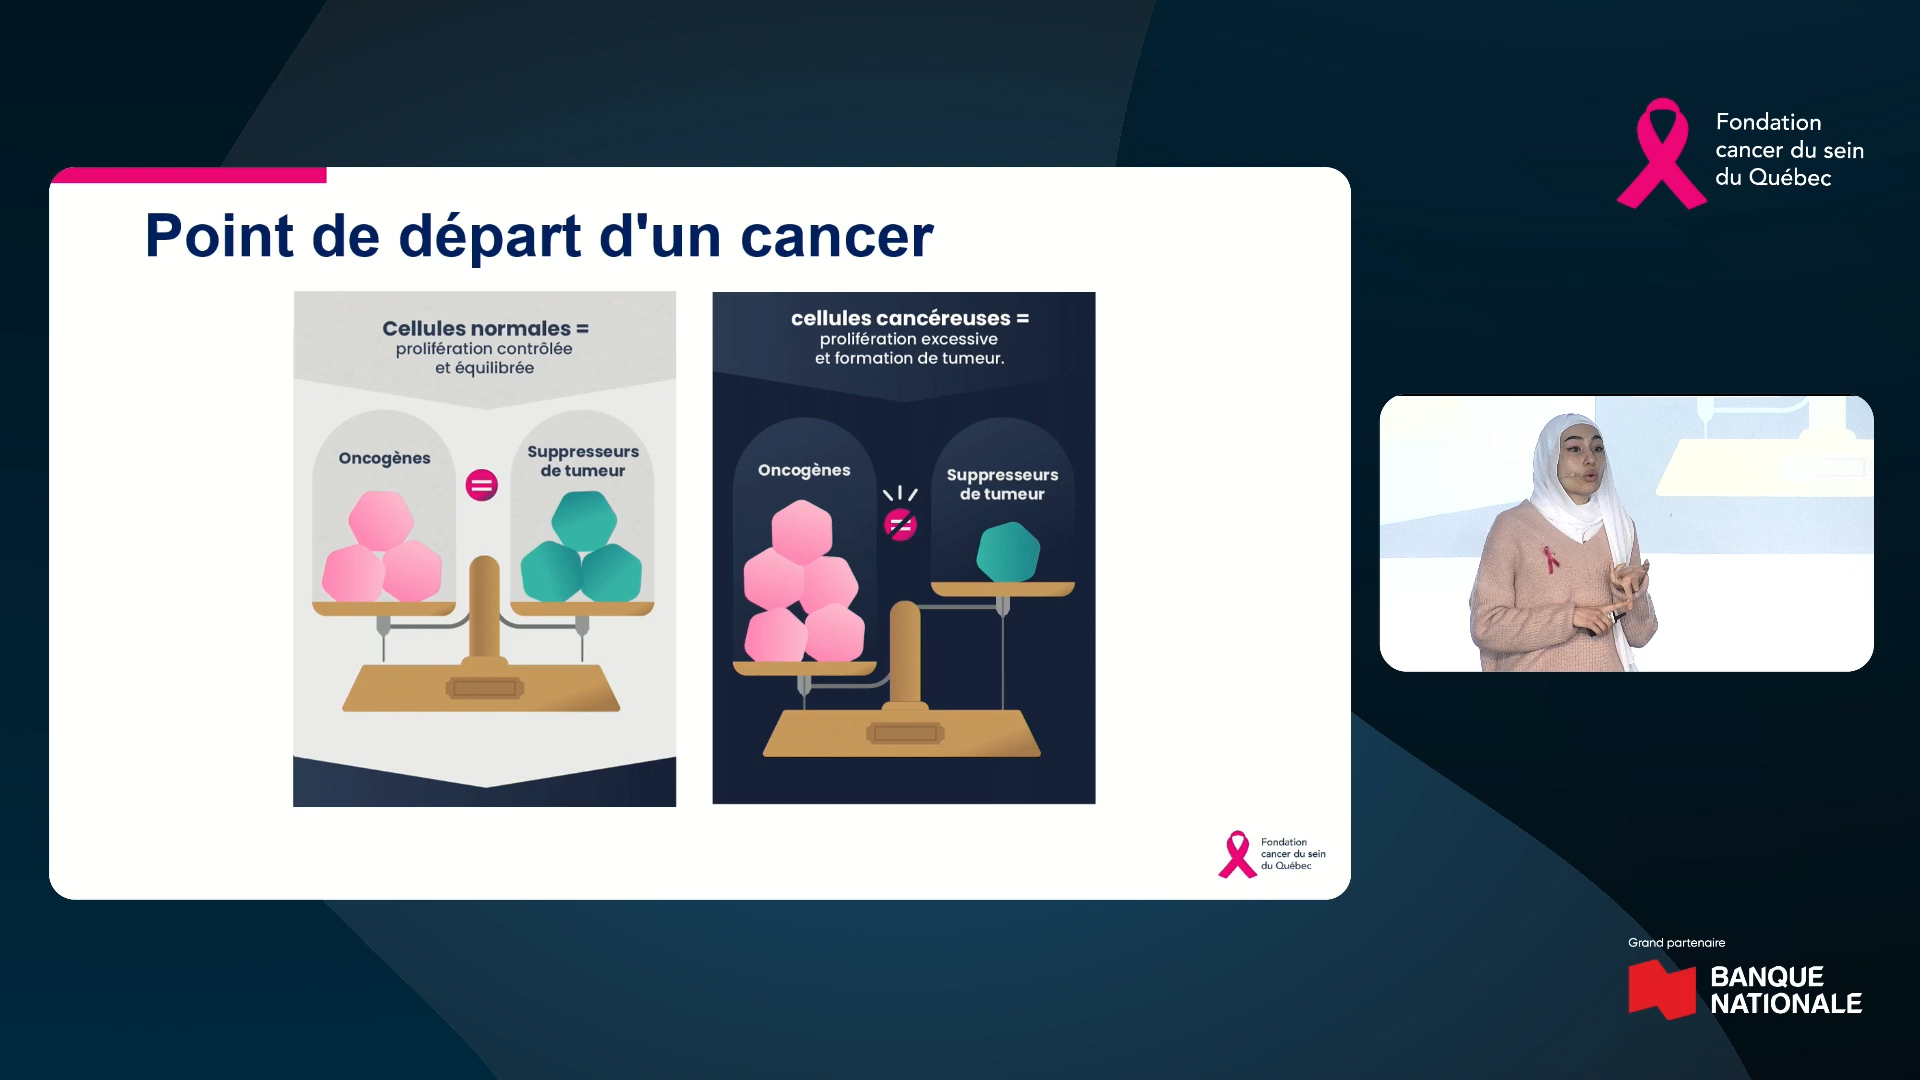 Fondation
cancer du sein
du Québec
Point de départ d'un cancer
Cellules normales =
prolifération contrôlée
et équilibrée
Oncogènes
=
Suppresseurs
de tumeur
cellules cancéreuses =
prolifération excessive
et formation de tumeur.
Oncogènes
Suppresseurs
de tumeur
Fondation
cancer du sein
du Québec
Grand partenaire
BANQUE
NATIONALE